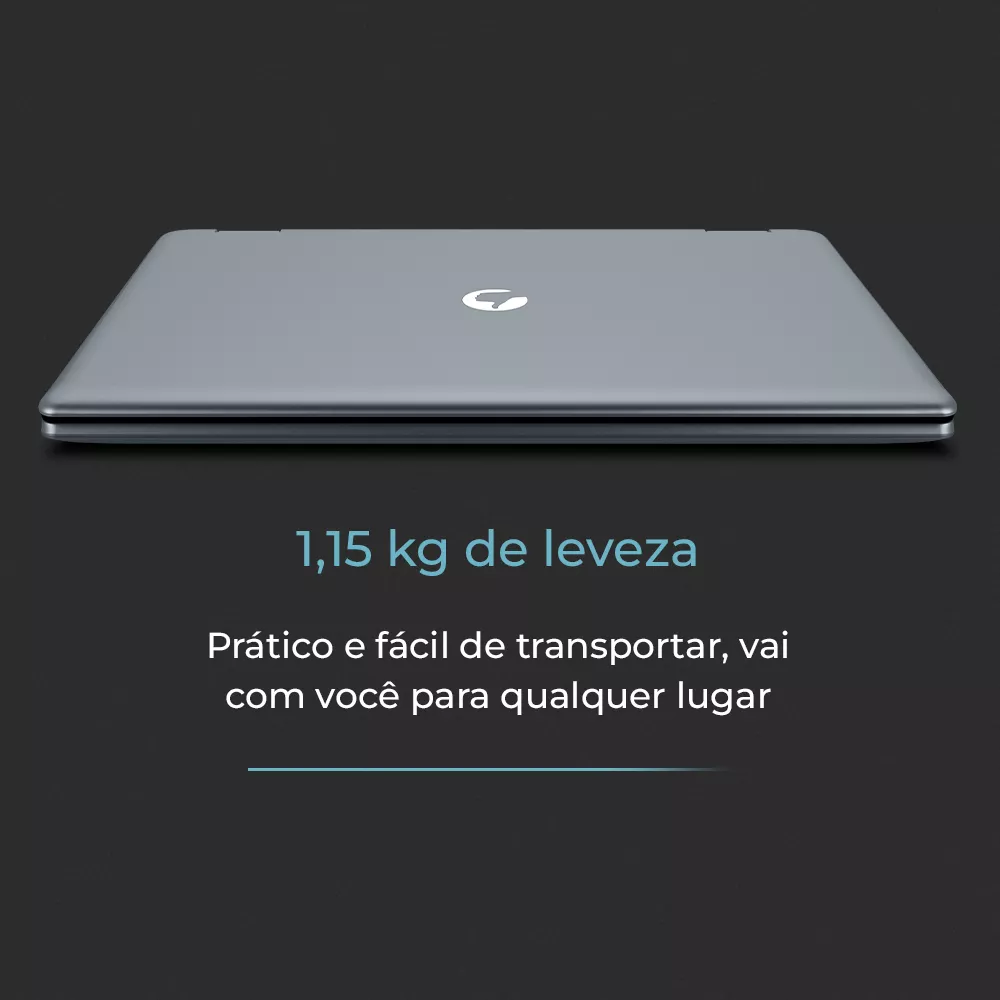 1,15 kg de leveza
Prático e fácil de transportar, vai
com você para qualquer lugar